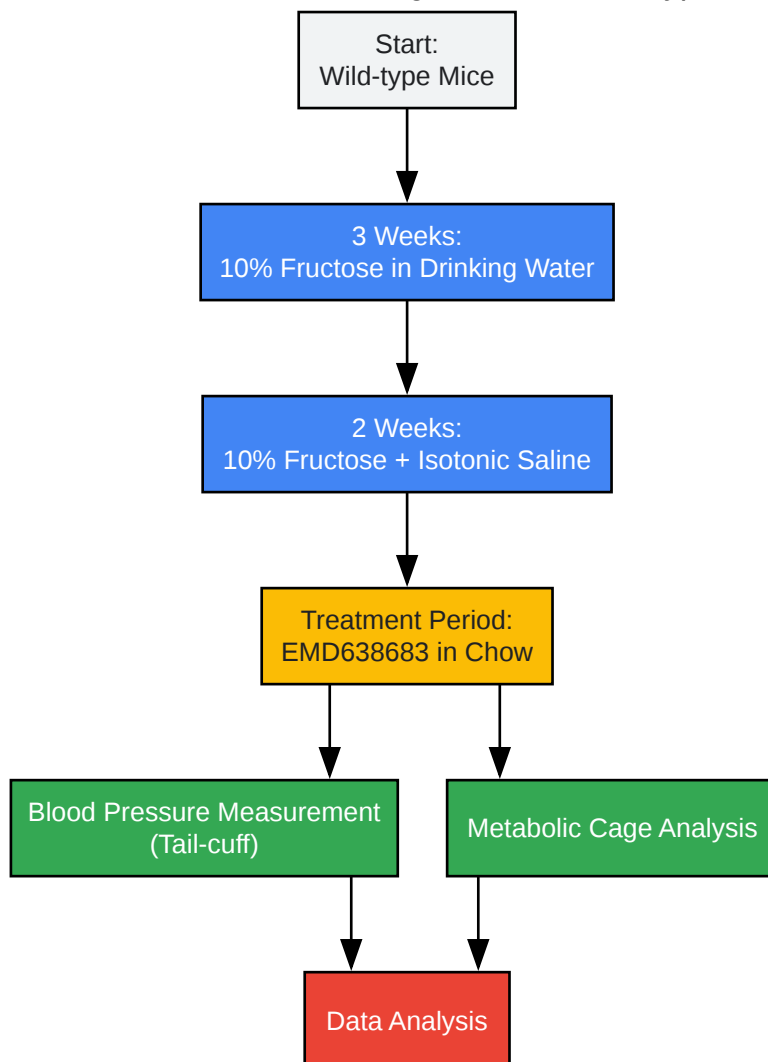 Start:
Wild-type Mice
3 Weeks:
10% Fructose in Drinking Water
2 Weeks:
10% Fructose + Isotonic Saline
Treatment Period:
EMD638683 in Chow
Blood Pressure Measurement
(Tail-cuff)
Metabolic Cage Analysis
Data Analysis